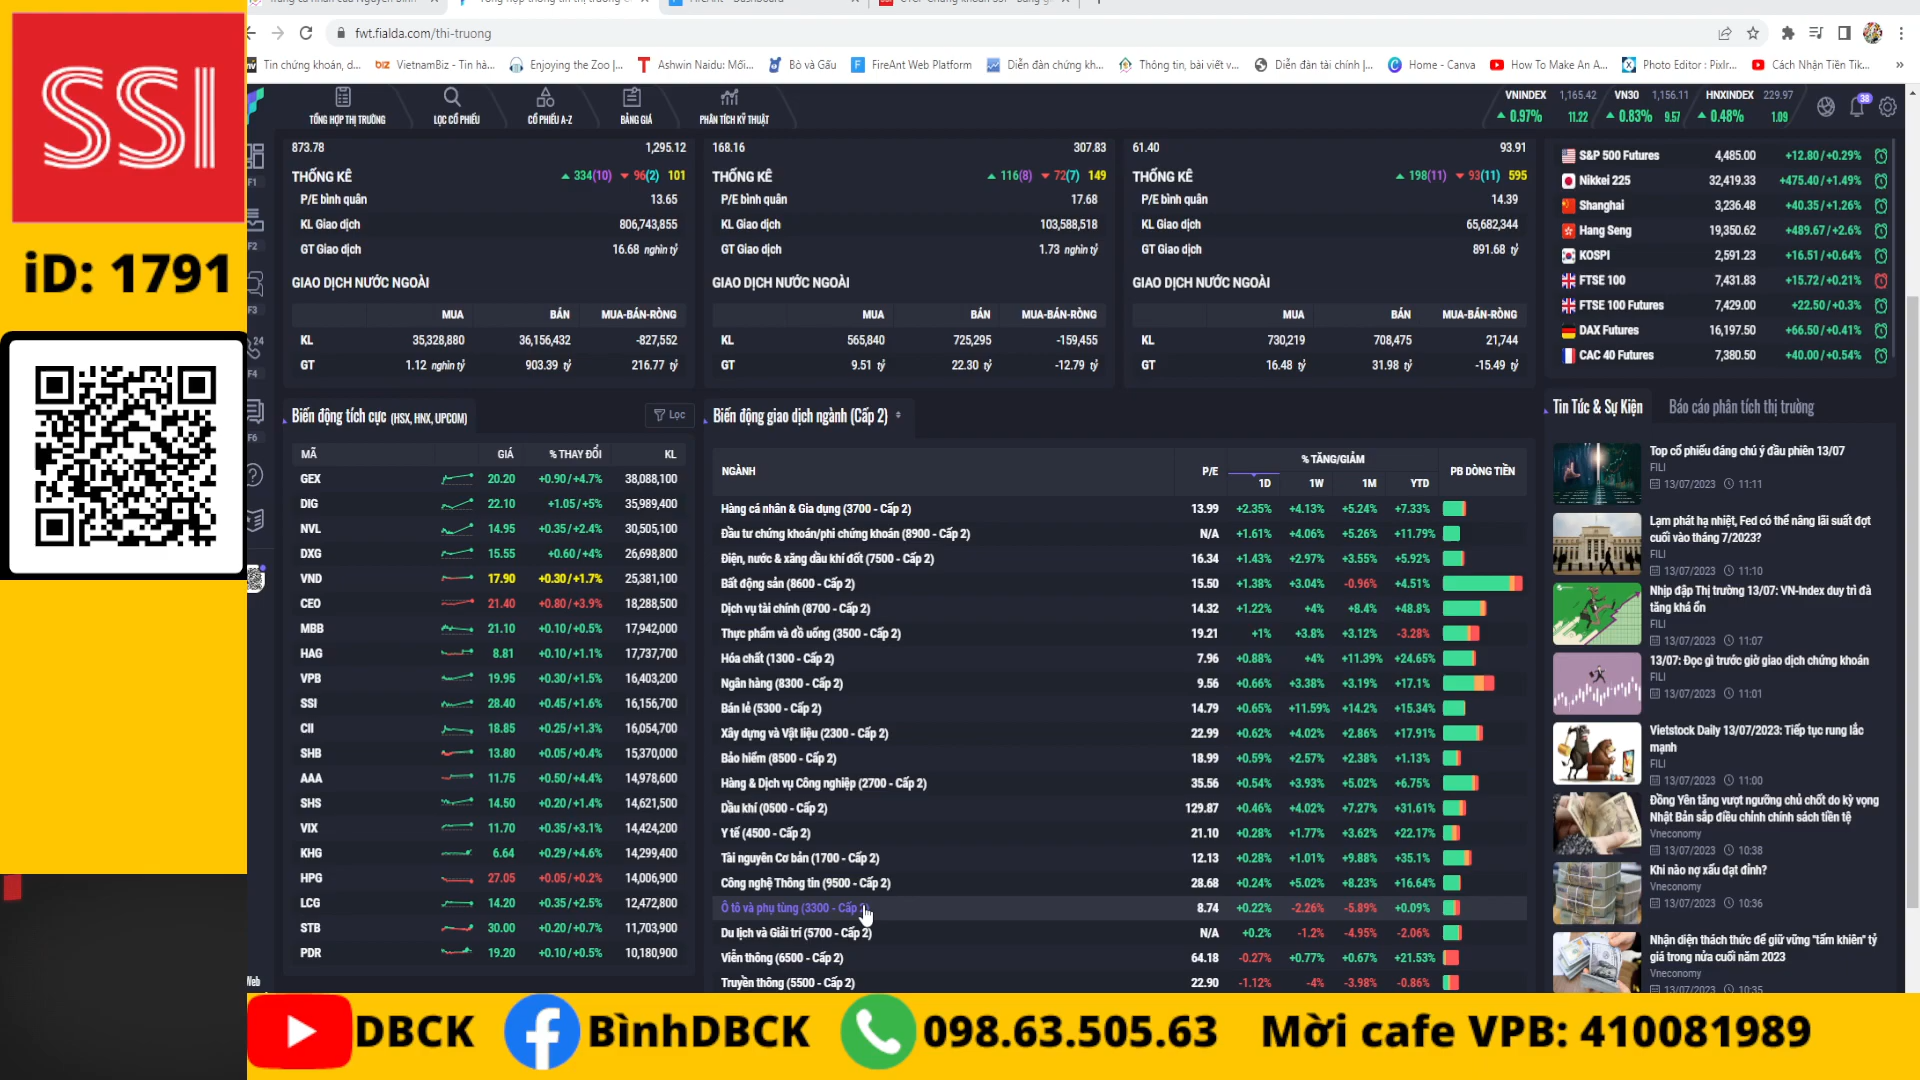 SSI
iD: 1791
fwt.fialda.com/thi-truong
Tin chứng khoán, d...
VietnamBiz - Tin hà...
Enjoying the Zoo |...
Ashwin Naidu: Mối...
Bò và Gấu
FireAnt Web Platform
Diễn đàn chứng kh...
Thông tin, bài viết v...
Diễn đàn tài chính |...
Home - Canva
How To Make An A...
Photo Editor : Pixlr...
Cách Nhận Tiền Tik...
TỔNG HỢP THỊ TRƯỜNG
LỌC CỔ PHIẾU
CỔ PHIẾU A-Z
BẢNG GIÁ
PHÂN TÍCH KỸ THUẬT
VNINDEX 1,165.42 VN30 1,156.11 HNXINDEX 229.97
0.97% 11.22 0.83% 9.57 0.48% 1.09
38
873.78 1,295.12
THỐNG KÊ 334(10) 96(2) 101
P/E bình quân 13.65
KL Giao dịch 806,743,855
GT Giao dịch 16.68 nghìn tỷ
GIAO DỊCH NƯỚC NGOÀI
MUA BÁN MUA-BÁN-RÒNG
KL 35,328,880 36,156,432 -827,552
GT 1.12 nghìn tỷ 903.39 tỷ 216.77 tỷ
168.16 307.83
THỐNG KÊ 116(8) 72(7) 149
P/E bình quân 17.68
KL Giao dịch 103,588,518
GT Giao dịch 1.73 nghìn tỷ
GIAO DỊCH NƯỚC NGOÀI
MUA BÁN MUA-BÁN-RÒNG
KL 565,840 725,295 -159,455
GT 9.51 tỷ 22.30 tỷ -12.79 tỷ
61.40 93.91
THỐNG KÊ 198(11) 93(11) 595
P/E bình quân 14.39
KL Giao dịch 65,682,344
GT Giao dịch 891.68 tỷ
GIAO DỊCH NƯỚC NGOÀI
MUA BÁN MUA-BÁN-RÒNG
KL 730,219 708,475 21,744
GT 16.48 tỷ 31.98 tỷ -15.49 tỷ
S&P 500 Futures 4,485.00 +12.80/+0.29%
Nikkei 225 32,419.33 +475.40/+1.49%
Shanghai 3,236.48 +40.35/+1.26%
Hang Seng 19,350.62 +489.67/+2.6%
KOSPI 2,591.23 +16.51/+0.64%
FTSE 100 7,431.83 +15.72/+0.21%
FTSE 100 Futures 7,429.00 +22.50/+0.3%
DAX Futures 16,197.50 +66.50/+0.41%
CAC 40 Futures 7,380.50 +40.00/+0.54%
Biến động tích cực (HSX, HNX, UPCOM) Lọc
MÃ GIÁ % THAY ĐỔI KL
GEX 20.20 +0.90/+4.7% 38,088,100
DIG 22.10 +1.05/+5% 35,989,400
NVL 14.95 +0.35/+2.4% 30,505,100
DXG 15.55 +0.60/+4% 26,698,800
VND 17.90 +0.30/+1.7% 25,381,100
CEO 21.40 +0.80/+3.9% 18,288,500
MBB 21.10 +0.10/+0.5% 17,942,000
HAG 8.81 +0.10/+1.1% 17,737,700
VPB 19.95 +0.30/+1.5% 16,403,200
SSI 28.40 +0.45/+1.6% 16,156,700
CII 18.85 +0.25/+1.3% 16,054,700
SHB 13.80 +0.05/+0.4% 15,370,000
AAA 11.75 +0.50/+4.4% 14,978,600
SHS 14.50 +0.20/+1.4% 14,621,500
VIX 11.70 +0.35/+3.1% 14,424,200
KHG 6.64 +0.29/+4.6% 14,299,400
HPG 27.05 +0.05/+0.2% 14,006,900
LCG 14.20 +0.35/+2.5% 12,472,800
STB 30.00 +0.20/+0.7% 11,703,900
PDR 19.20 +0.10/+0.5% 10,180,900
Biến động giao dịch ngành (Cấp 2)
NGÀNH P/E % TĂNG/GIẢM PB DÒNG TIỀN
1D 1W 1M YTD
Hàng cá nhân & Gia dụng (3700 - Cấp 2) 13.99 +2.35% +4.13% +5.24% +7.33%
Đầu tư chứng khoán/phi chứng khoán (8900 - Cấp 2) N/A +1.61% +4.06% +5.26% +11.79%
Điện, nước & xăng dầu khí đốt (7500 - Cấp 2) 16.34 +1.43% +2.97% +3.55% +5.92%
Bất động sản (8600 - Cấp 2) 15.50 +1.38% +3.04% -0.96% +4.51%
Dịch vụ tài chính (8700 - Cấp 2) 14.32 +1.22% +4% +8.4% +48.8%
Thực phẩm và đồ uống (3500 - Cấp 2) 19.21 +1% +3.8% +3.12% -3.28%
Hóa chất (1300 - Cấp 2) 7.96 +0.88% +4% +11.39% +24.65%
Ngân hàng (8300 - Cấp 2) 9.56 +0.66% +3.38% +3.19% +17.1%
Bán lẻ (5300 - Cấp 2) 14.79 +0.65% +11.59% +14.2% +15.34%
Xây dựng và Vật liệu (2300 - Cấp 2) 22.99 +0.62% +4.02% +2.86% +17.91%
Bảo hiểm (8500 - Cấp 2) 18.99 +0.59% +2.57% +2.38% +1.13%
Hàng & Dịch vụ Công nghiệp (2700 - Cấp 2) 35.56 +0.54% +3.93% +5.02% +6.75%
Dầu khí (0500 - Cấp 2) 129.87 +0.46% +4.02% +7.27% +31.61%
Y tế (4500 - Cấp 2) 21.10 +0.28% +1.77% +3.62% +22.17%
Tài nguyên Cơ bản (1700 - Cấp 2) 12.13 +0.28% +1.01% +9.88% +35.1%
Công nghệ Thông tin (9500 - Cấp 2) 28.68 +0.24% +5.02% +8.23% +16.64%
Ô tô và phụ tùng (3300 - Cấp 8.74 +0.22% -2.26% -5.89% +0.09%
Du lịch và Giải trí (5700 - Cấp 2) N/A +0.2% -1.2% -4.95% -2.06%
Viễn thông (6500 - Cấp 2) 64.18 -0.27% +0.77% +0.67% +21.53%
Truyền thông (5500 - Cấp 2) 22.90 -1.12% -4% -3.98% -0.86%
Tin Tức & Sự Kiện Báo cáo phân tích thị trường
Top cổ phiếu đáng chú ý đầu phiên 13/07
FILI
13/07/2023 11:11
Lạm phát hạ nhiệt, Fed có thể nâng lãi suất đợt
cuối vào tháng 7/2023?
FILI
13/07/2023 11:10
Nhịp đập Thị trường 13/07: VN-Index duy trì đà
tăng khá ổn
FILI
13/07/2023 11:07
13/07: Đọc gì trước giờ giao dịch chứng khoán
FILI
13/07/2023 11:01
Vietstock Daily 13/07/2023: Tiếp tục rung lắc
mạnh
FILI
13/07/2023 11:00
Đồng Yên tăng vượt ngưỡng chủ chốt do kỳ vọng
Nhật Bản sắp điều chỉnh chính sách tiền tệ
Vneconomy
13/07/2023 10:38
Khi nào nợ xấu đạt đỉnh?
Vneconomy
13/07/2023 10:36
Nhận diện thách thức để giữ vững "tấm khiên" tỷ
giá trong nửa cuối năm 2023
Vneconomy
13/07/2023 10:35
DBCK
BìnhDBCK
098.63.505.63
Mời cafe VPB: 410081989